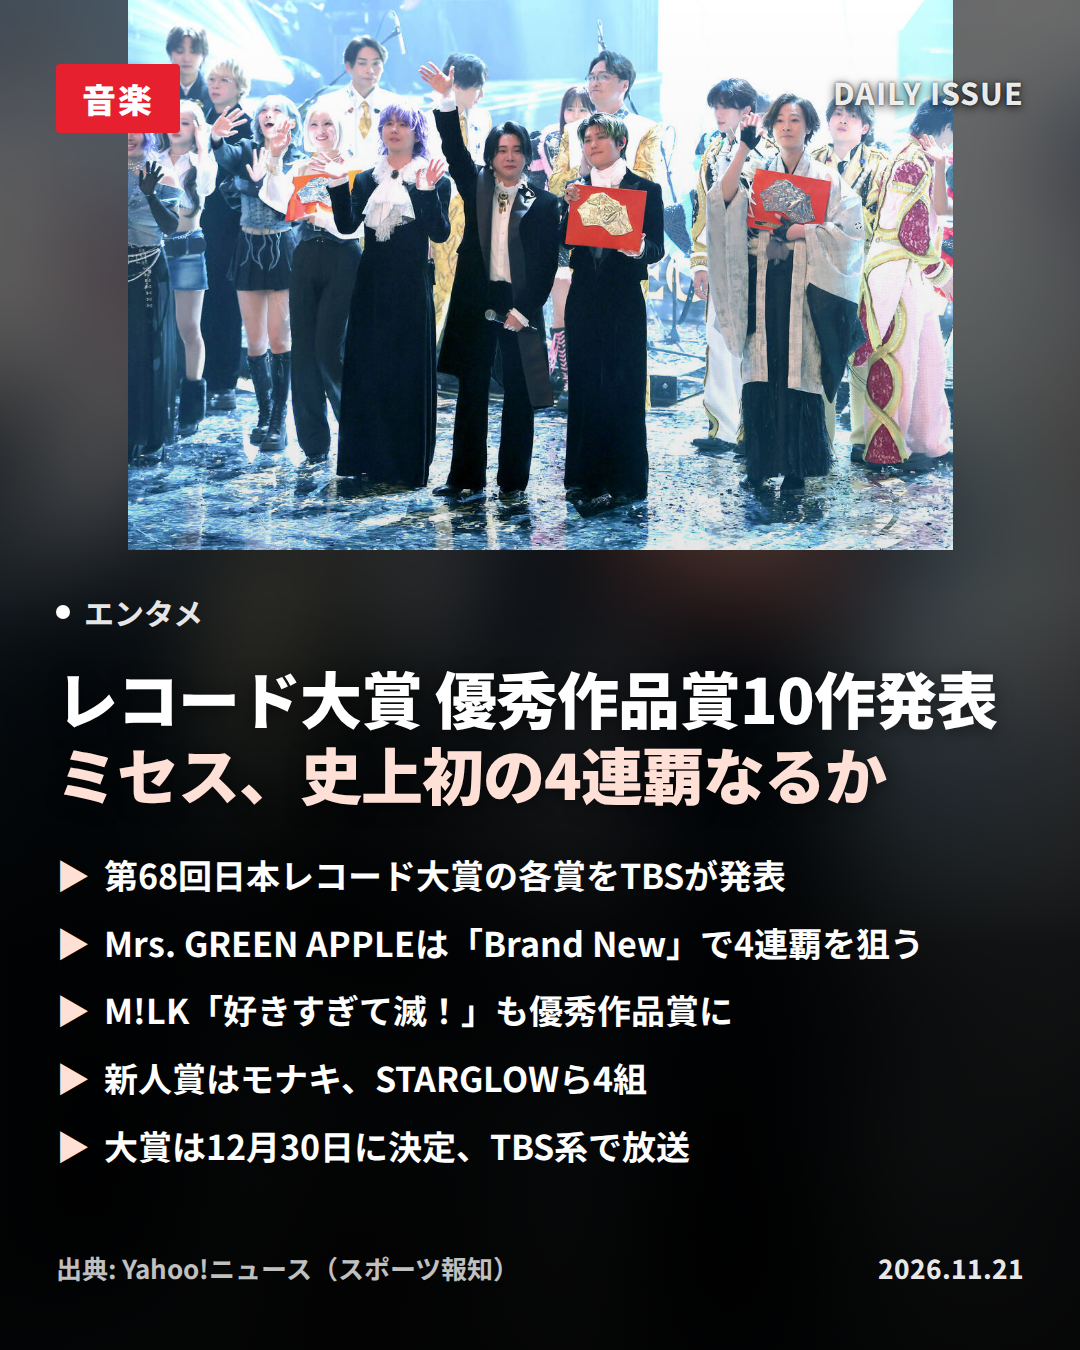 音楽
DAILY ISSUE
エンタメ
レコード大賞 優秀作品賞10作発表
ミセス、史上初の4連覇なるか
▶ 第68回日本レコード大賞の各賞をTBSが発表
▶ Mrs. GREEN APPLEは「Brand New」で4連覇を狙う
▶ M!LK「好きすぎて滅！」も優秀作品賞に
▶ 新人賞はモナキ、STARGLOWら4組
▶ 大賞は12月30日に決定、TBS系で放送
出典: Yahoo!ニュース（スポーツ報知）
2026.11.21